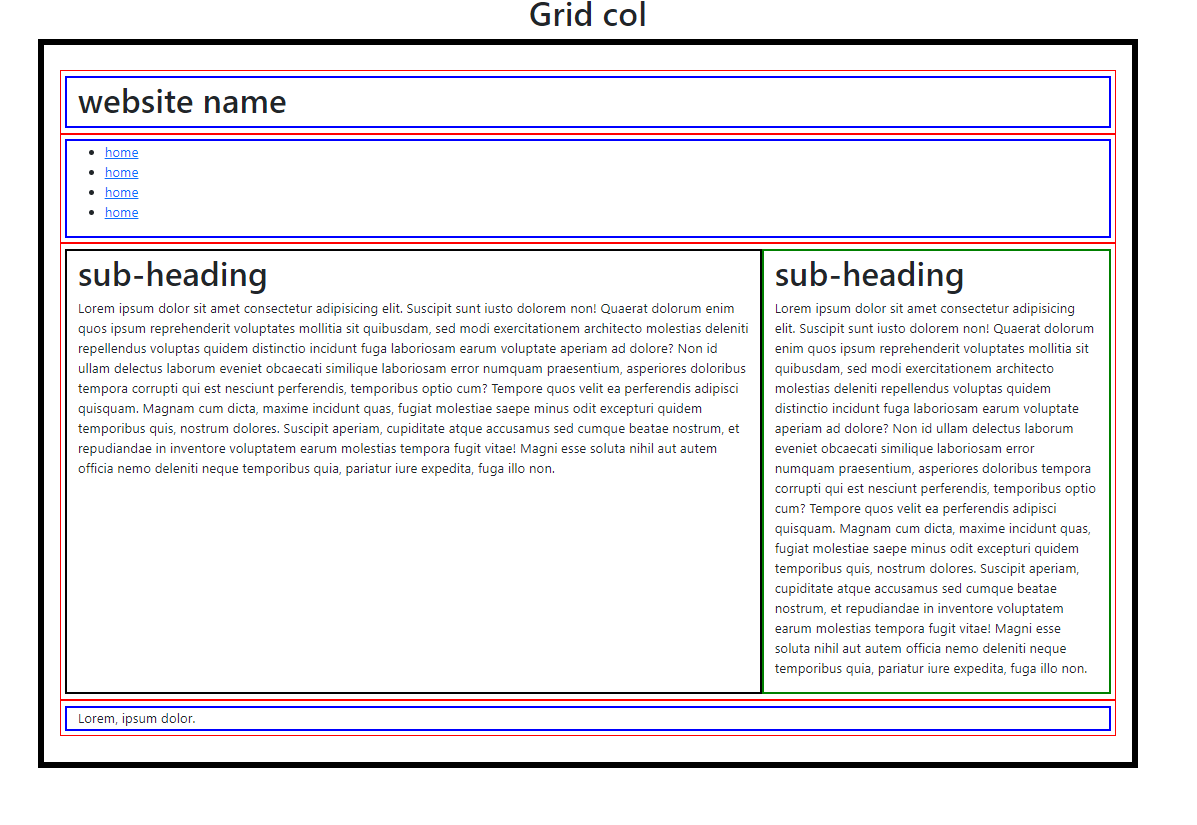 Grid col
website name
home
home
home
home
sub-heading
Lorem ipsum dolor sit amet consectetur adipisicing elit. Suscipit sunt iusto dolorem non! Quaerat dolorum enim
quos ipsum reprehenderit voluptates mollitia sit quibusdam, sed modi exercitationem architecto molestias deleniti
repellendus voluptas quidem distinctio incidunt fuga laboriosam earum voluptate aperiam ad dolore? Non id
ullam delectus laborum eveniet obcaecati similique laboriosam error numquam praesentium, asperiores doloribus
tempora corrupti qui est nesciunt perferendis, temporibus optio cum? Tempore quos velit ea perferendis adipisci
quisquam. Magnam cum dicta, maxime incidunt quas, fugiat molestiae saepe minus odit excepturi quidem
temporibus quis, nostrum dolores. Suscipit aperiam, cupiditate atque accusamus sed cumque beatae nostrum, et
repudiandae in inventore voluptatem earum molestias tempora fugit vitae! Magni esse soluta nihil aut autem
officia nemo deleniti neque temporibus quia, pariatur iure expedita, fuga illo non.
sub-heading
Lorem ipsum dolor sit amet consectetur adipisicing
elit. Suscipit sunt iusto dolorem non! Quaerat dolorum
enim quos ipsum reprehenderit voluptates mollitia sit
quibusdam, sed modi exercitationem architecto
molestias deleniti repellendus voluptas quidem
distinctio incidunt fuga laboriosam earum voluptate
aperiam ad dolore? Non id ullam delectus laborum
eveniet obcaecati similique laboriosam error
numquam praesentium, asperiores doloribus tempora
corrupti qui est nesciunt perferendis, temporibus optio
cum? Tempore quos velit ea perferendis adipisci
quisquam. Magnam cum dicta, maxime incidunt quas,
fugiat molestiae saepe minus odit excepturi quidem
temporibus quis, nostrum dolores. Suscipit aperiam,
cupiditate atque accusamus sed cumque beatae
nostrum, et repudiandae in inventore voluptatem
earum molestias tempora fugit vitae! Magni esse
soluta nihil aut autem officia nemo deleniti neque
temporibus quia, pariatur iure expedita, fuga illo non.
Lorem, ipsum dolor.